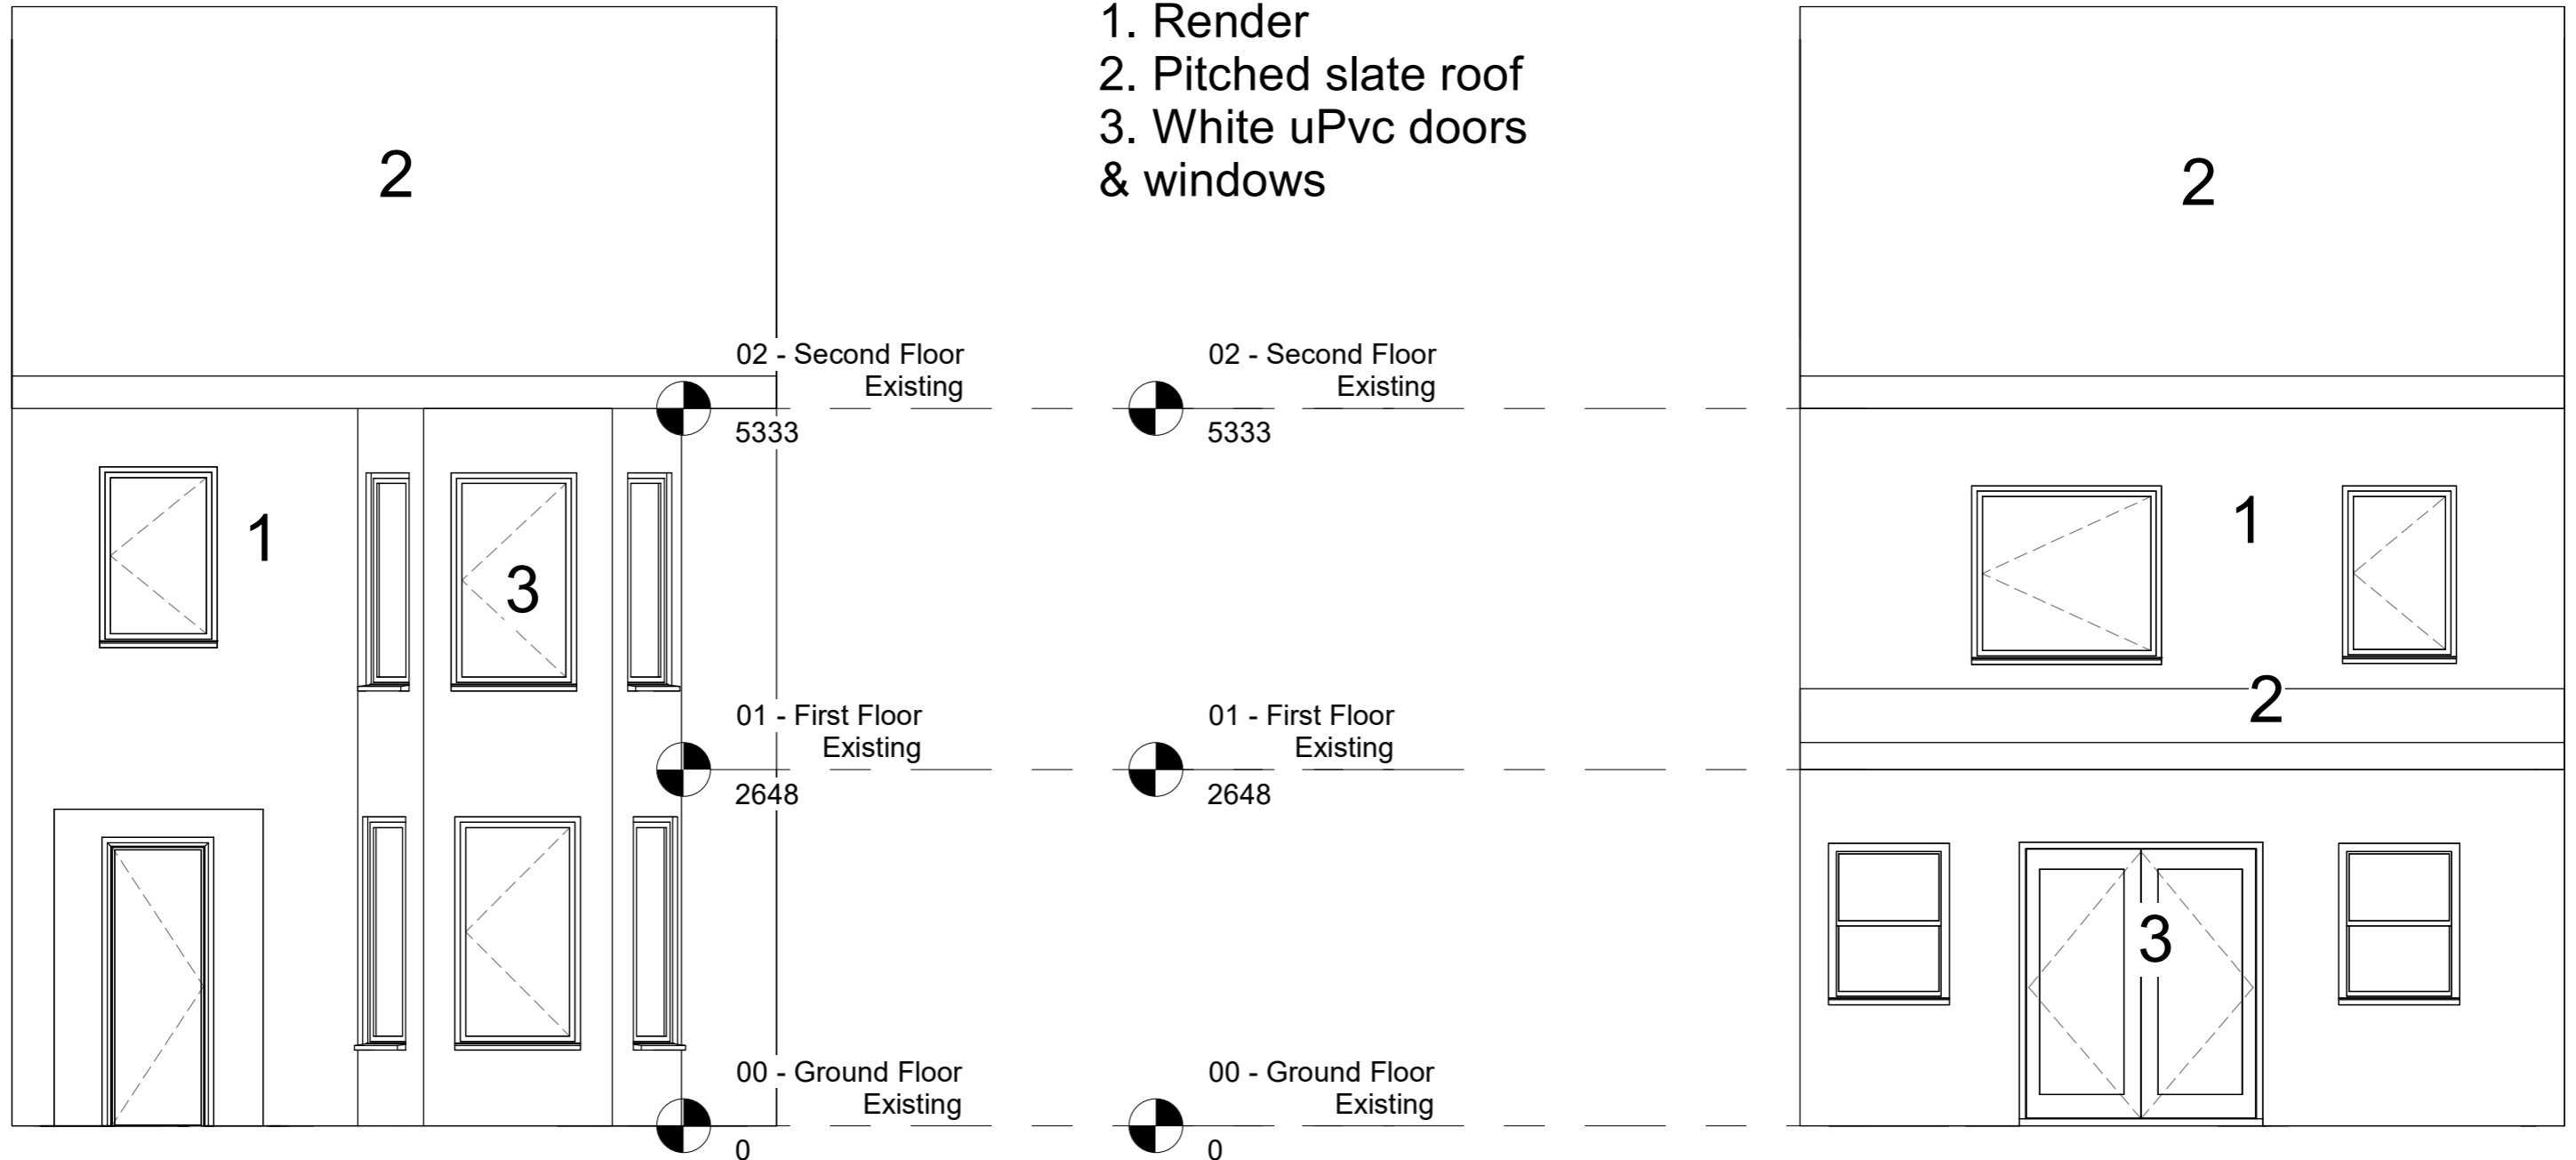 1. Render
2. Pitched slate roof
3. White uPvc doors
& windows
2
2
02 - Second Floor
Existing
5333
02 - Second Floor
Existing
5333
1
3
1
2
01 - First Floor
Existing
2648
01 - First Floor
Existing
2648
3
00 - Ground Floor
Existing
0
00 - Ground Floor
Existing
0